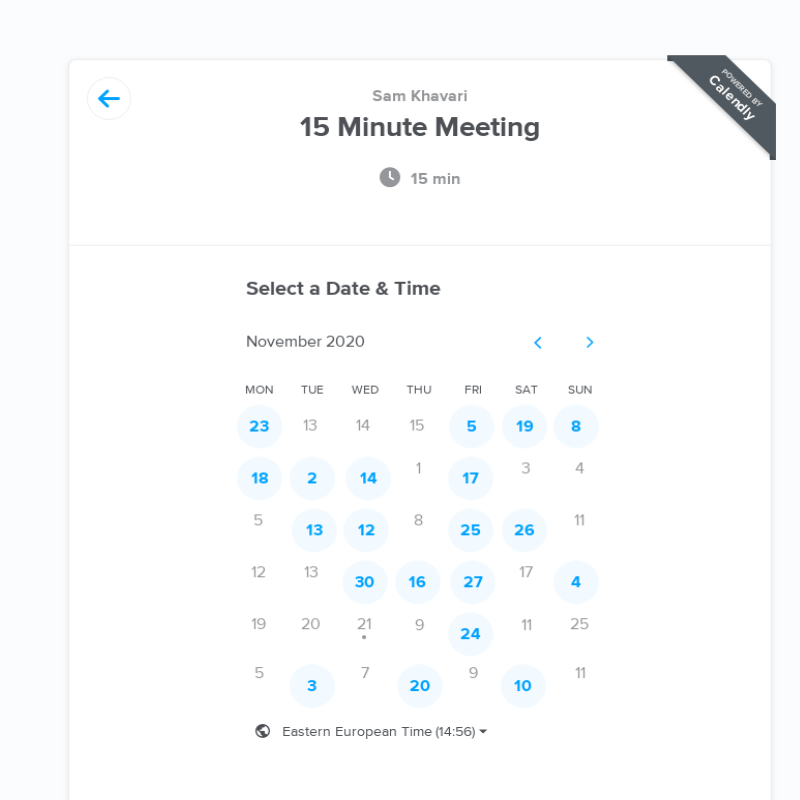 POWERED BY
Calendly
Sam Khavari
15 Minute Meeting
15 min
Select a Date & Time
November 2020
MON TUE WED THU FRI SAT SUN
23 13 14 15 5 19 8
18 2 14 1 17 3 4
5 13 12 8 25 26 11
12 13 30 16 27 17 4
19 20 21 9 24 11 25
5 3 7 20 9 10 11
Eastern European Time (14:56)